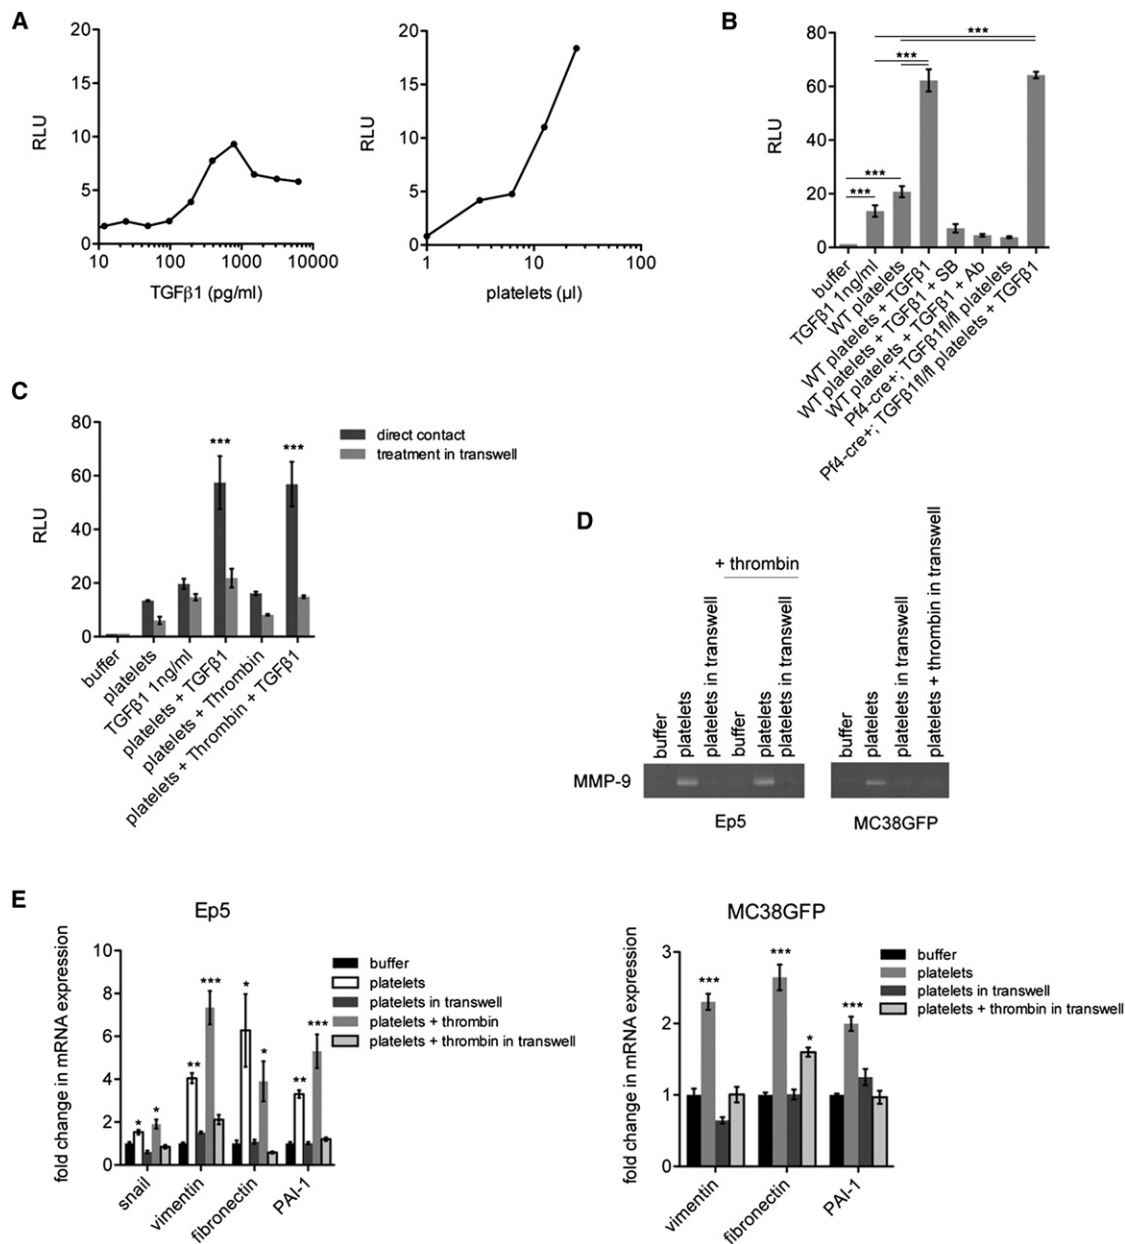 A
20
15
10
5
0
RLU
10
100
1000
10000
TGFβ1 (pg/ml)
20
15
10
5
0
RLU
1
10
100
platelets (µl)
B
80
60
40
20
0
RLU
***
***
***
***
buffer
TGFβ1 1ng/ml
WT platelets
WT platelets + TGFβ1
WT platelets + TGFβ1 + SB
WT platelets + TGFβ1 + Ab
Pf4-cre+; TGFβ1fl/fl platelets
Pf4-cre+; TGFβ1fl/fl platelets + TGFβ1
C
80
60
40
20
0
RLU
***
***
direct contact
treatment in transwell
buffer
platelets
TGFβ1 1ng/ml
platelets + TGFβ1
platelets + Thrombin
platelets + Thrombin + TGFβ1
D
+ thrombin
buffer
platelets
platelets in transwell
buffer
platelets
platelets in transwell
buffer
platelets
platelets in transwell
platelets + thrombin in transwell
MMP-9
Ep5
MC38GFP
E
Ep5
fold change in mRNA expression
10
8
6
4
2
0
*
*
**
***
*
*
**
***
buffer
platelets
platelets in transwell
platelets + thrombin
platelets + thrombin in transwell
snail
vimentin
fibronectin
PAI-1
MC38GFP
fold change in mRNA expression
3
2
1
0
***
***
*
***
buffer
platelets
platelets in transwell
platelets + thrombin in transwell
vimentin
fibronectin
PAI-1